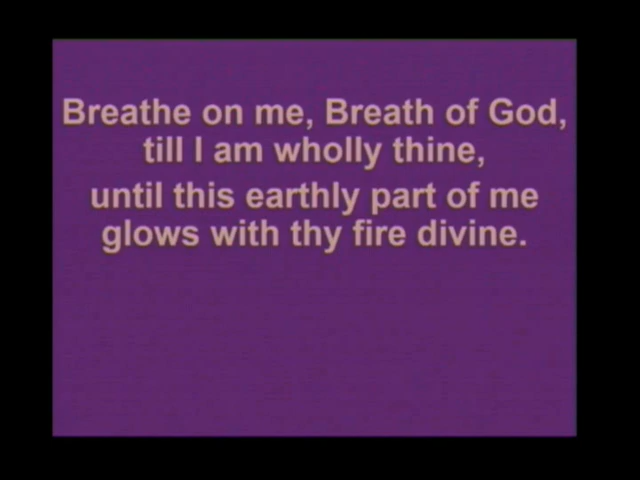 Breathe on me, Breath of God,
till I am wholly thine,
until this earthly part of me
glows with thy fire divine.